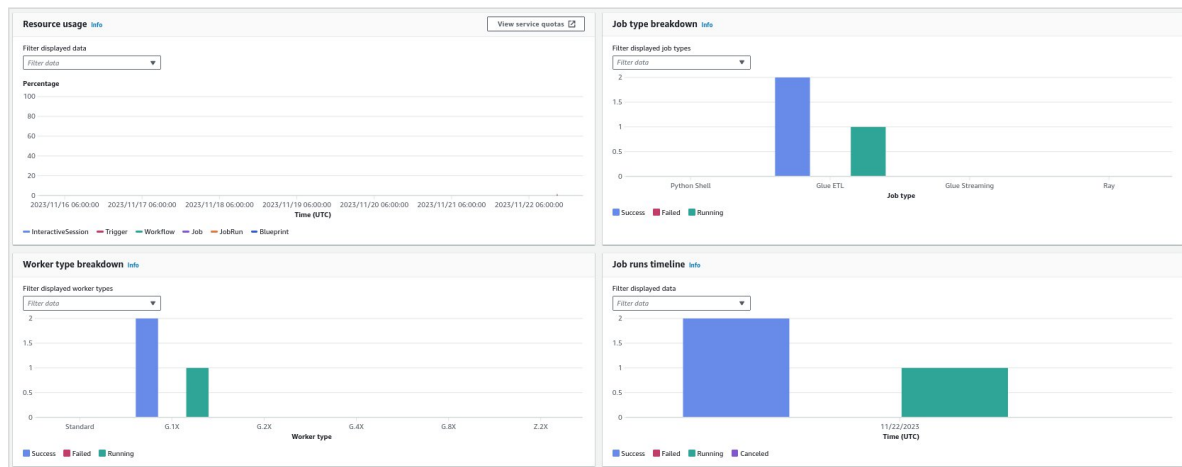 Resource usage Info
View service quotas
Filter displayed data
Filter data
Percentage
100
80
60
40
20
0
2023/11/16 06:00:00 2023/11/17 06:00:00 2023/11/18 06:00:00 2023/11/19 06:00:00 2023/11/20 06:00:00 2023/11/21 06:00:00 2023/11/22 06:00:00
Time (UTC)
InteractiveSession Trigger Workflow Job JobRun Blueprint
Job type breakdown Info
Filter displayed job types
Filter data
2
1.5
1
0.5
0
Python Shell Glue ETL Glue Streaming Ray
Job type
Success Failed Running
Worker type breakdown Info
Filter displayed worker types
Filter data
2
1.5
1
0.5
0
Standard G.1X G.2X G.4X G.8X Z.2X
Worker type
Success Failed Running
Job runs timeline Info
Filter displayed data
Filter data
2
1.5
1
0.5
0
11/22/2023
Time (UTC)
Success Failed Running Canceled